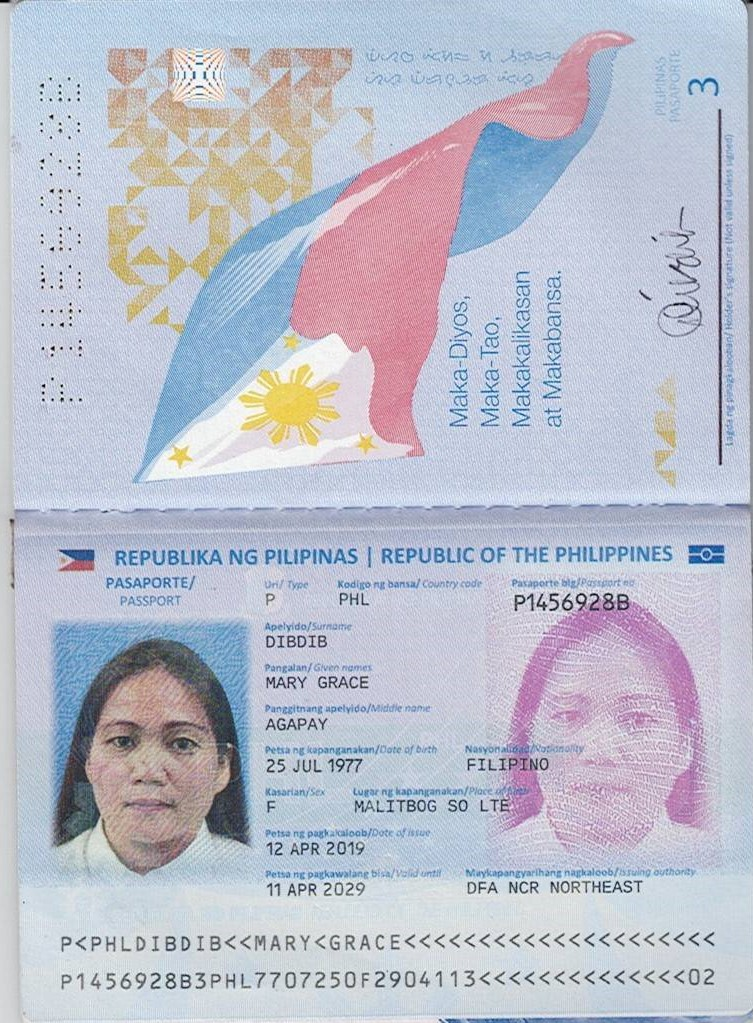 P1456928B
PILIPINAS
PASAPORTE
3
Maka-Diyos,
Maka-Tao,
Makakalikasan
at Makabansa.
Lagda ng pinagkalooban/ Holder's signature (Not valid unless signed)
REPUBLIKA NG PILIPINAS | REPUBLIC OF THE PHILIPPINES
PASAPORTE/
PASSPORT
Uri/ Type Kodigo ng bansa/ Country code Pasaporte blg/Passport no
P PHL P1456928B
Apelyido/Surname
DIBDIB
Pangalan/ Given names
MARY GRACE
Panggitnang apelyido/Middle name
AGAPAY
Petsa ng kapanganakan/Date of birth Nasyonalidad/Nationality
25 JUL 1977 FILIPINO
Kasarian/Sex Lugar ng kapanganakan/Place of birth
F MALITBOG SO LTE
Petsa ng pagkakaloob/Date of issue
12 APR 2019
Petsa ng pagkawalang bisa/Valid until Maykapangyarihang nagkaloob/Issuing authority
11 APR 2029 DFA NCR NORTHEAST
P<PHLDIBDIB<<MARY<GRACE<<<<<<<<<<<<<<<<<<<<<
P1456928B3PHL7707250F2904113<<<<<<<<<<<<<<02